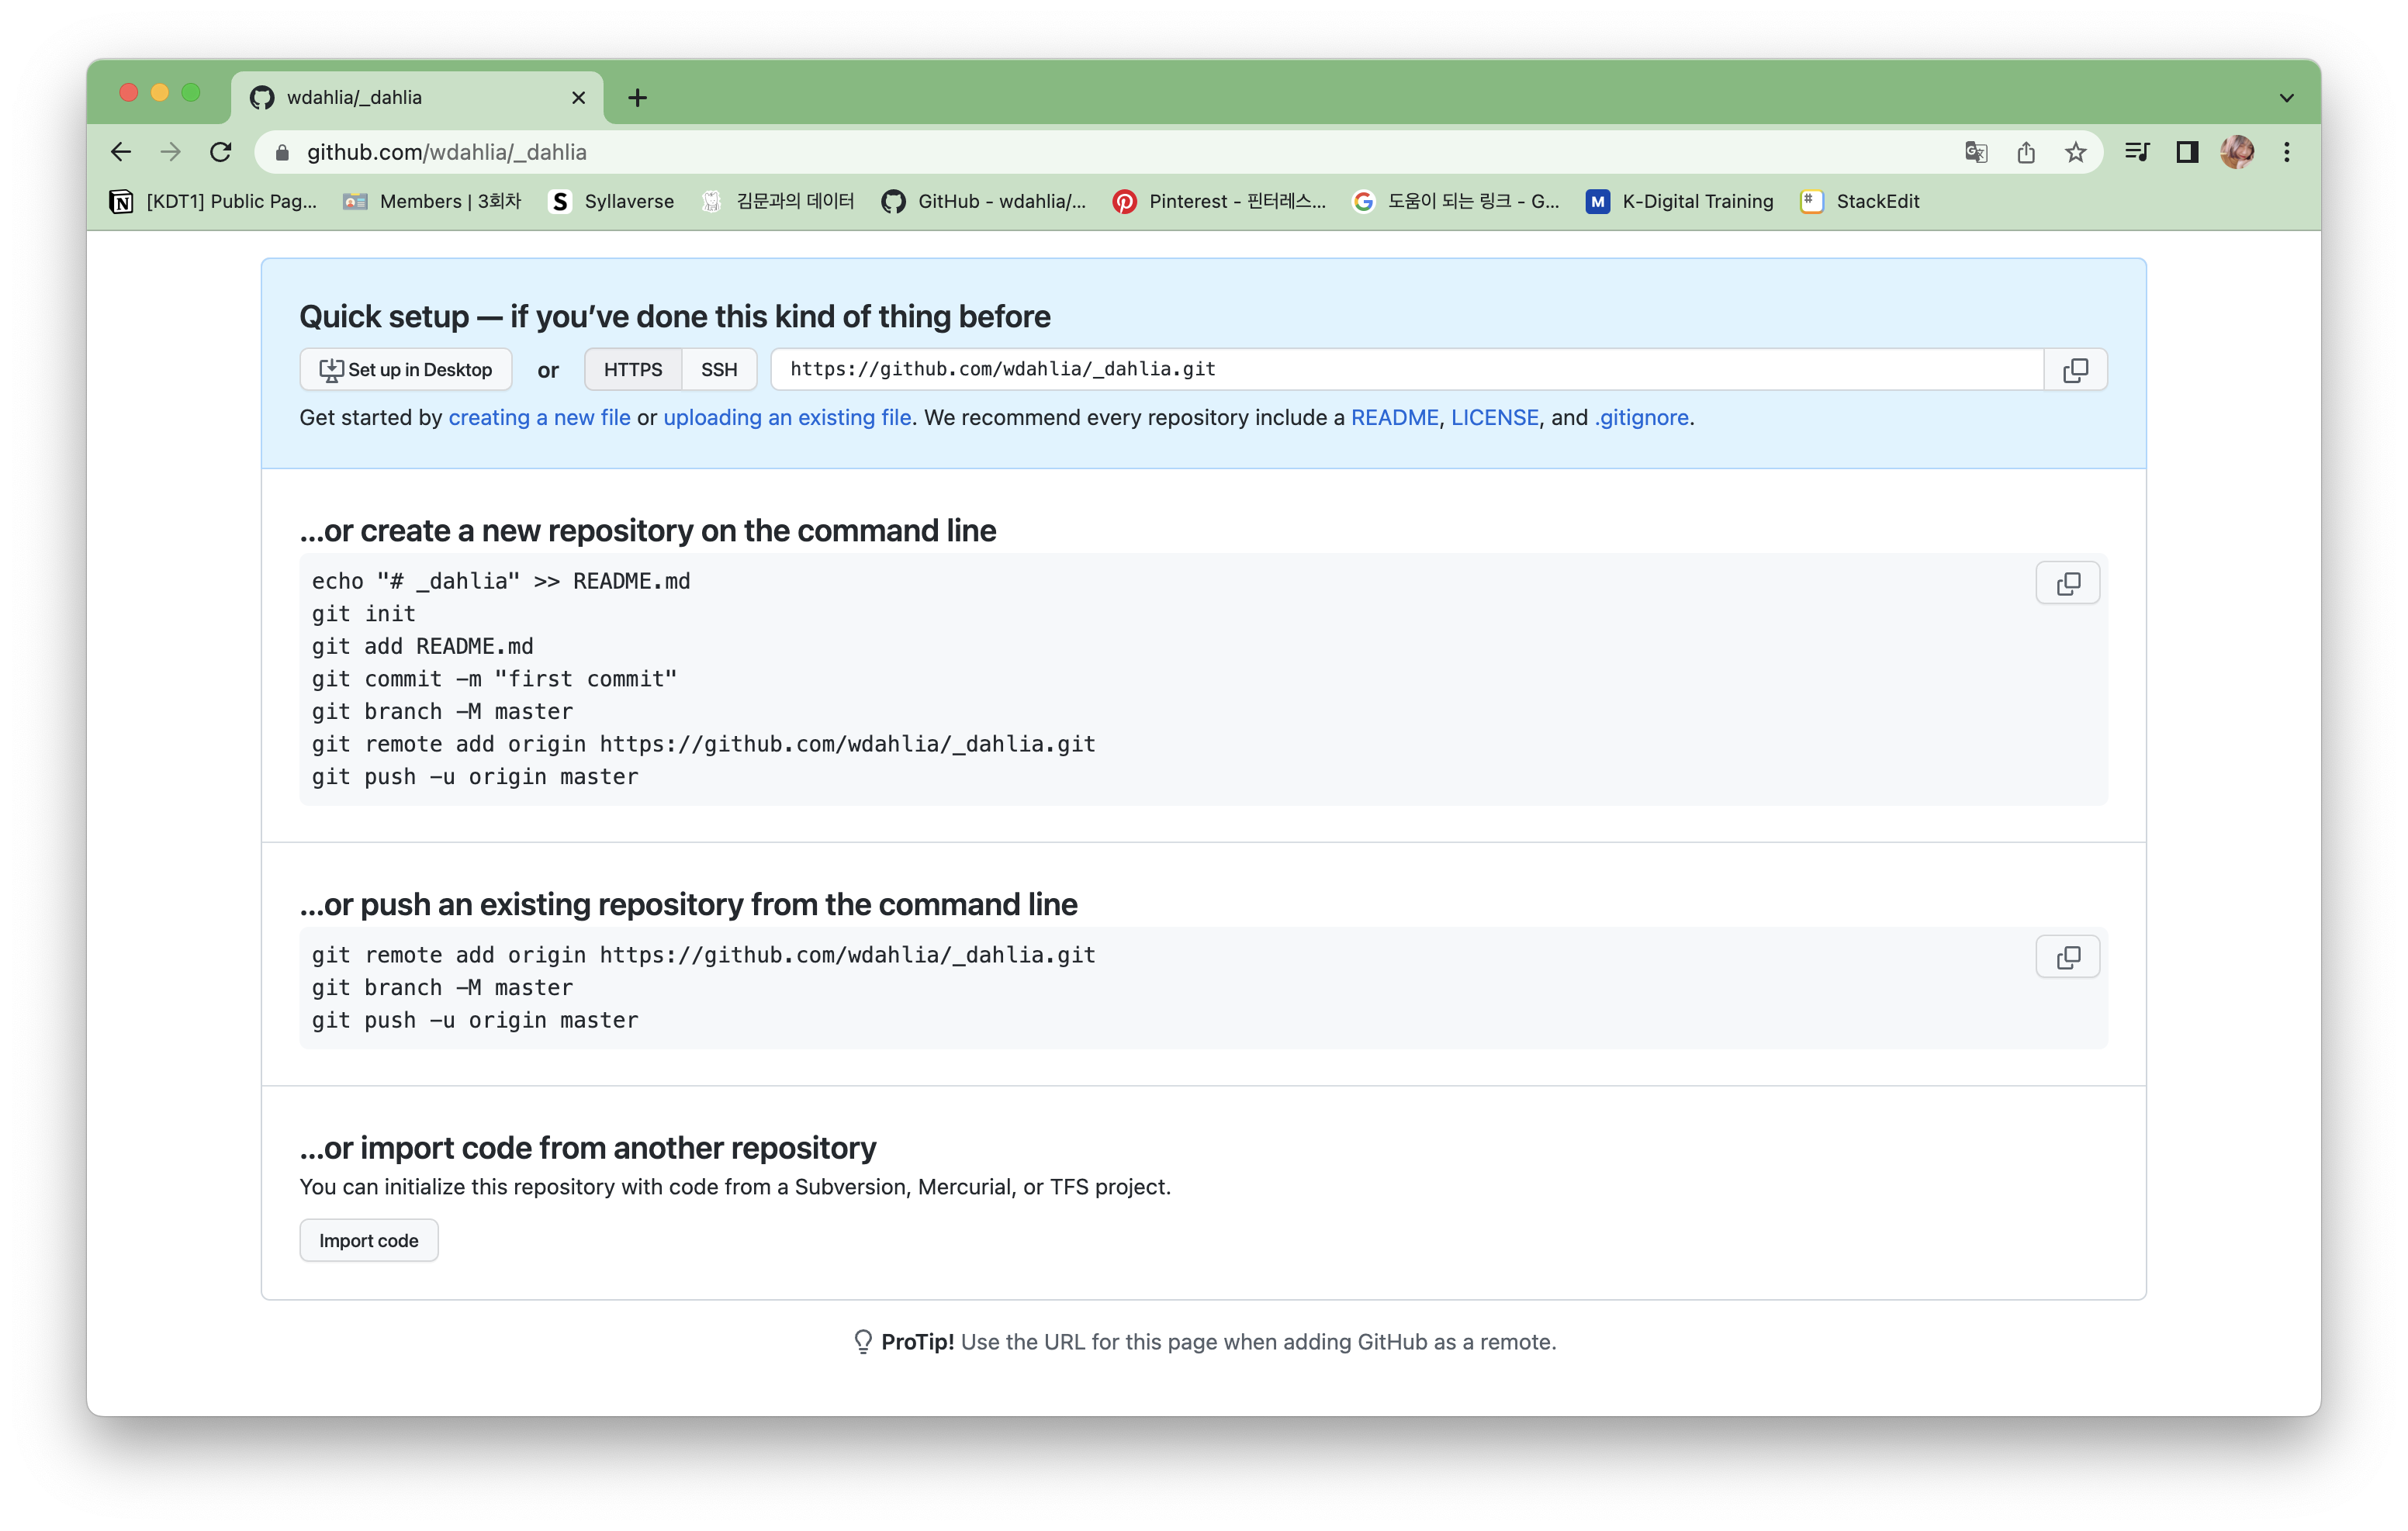 wdahlia/_dahlia
github.com/wdahlia/_dahlia
[KDT1] Public Pag... Members | 3회차 Syllaverse 김문과의 데이터 GitHub - wdahlia/... Pinterest - 핀터레스... 도움이 되는 링크 - G... K-Digital Training StackEdit
Quick setup — if you’ve done this kind of thing before
Set up in Desktop or HTTPS SSH https://github.com/wdahlia/_dahlia.git
Get started by creating a new file or uploading an existing file. We recommend every repository include a README, LICENSE, and .gitignore.
…or create a new repository on the command line
echo "# _dahlia" >> README.md
git init
git add README.md
git commit -m "first commit"
git branch -M master
git remote add origin https://github.com/wdahlia/_dahlia.git
git push -u origin master
…or push an existing repository from the command line
git remote add origin https://github.com/wdahlia/_dahlia.git
git branch -M master
git push -u origin master
…or import code from another repository
You can initialize this repository with code from a Subversion, Mercurial, or TFS project.
Import code
ProTip! Use the URL for this page when adding GitHub as a remote.